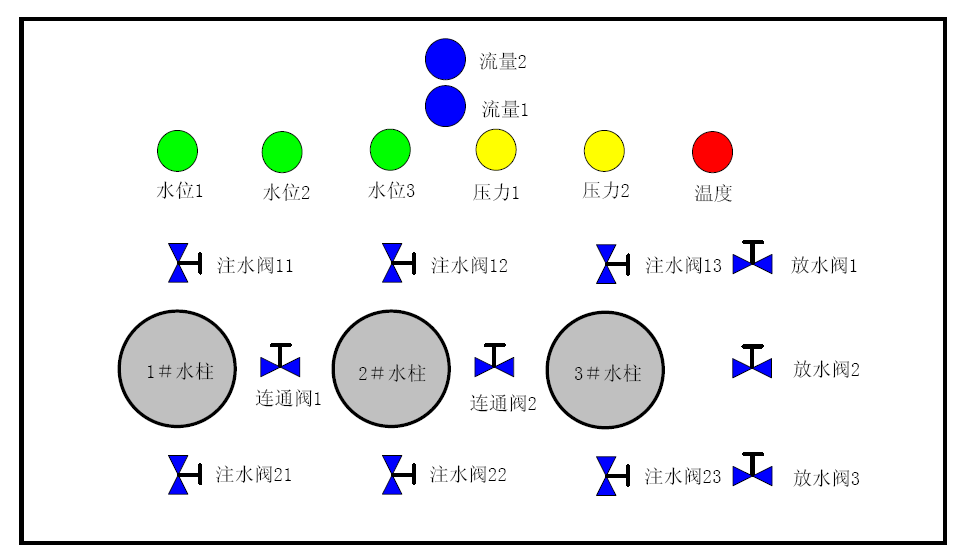 流量2
流量1
水位1
水位2
水位3
压力1
压力2
温度
注水阀11
注水阀12
注水阀13
放水阀1
1＃水柱
2＃水柱
3＃水柱
放水阀2
连通阀1
连通阀2
注水阀21
注水阀22
注水阀23
放水阀3